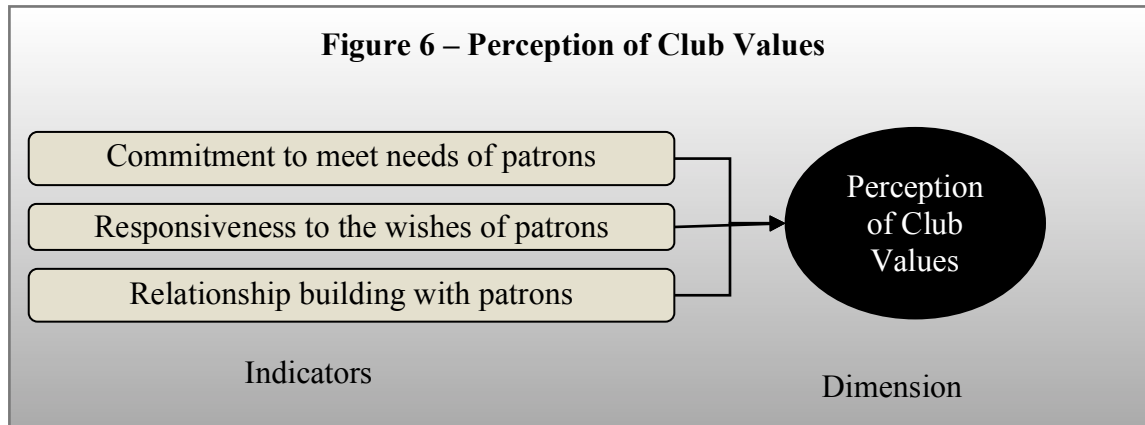 Figure 6 – Perception of Club Values
Commitment to meet needs of patrons
Responsiveness to the wishes of patrons
Relationship building with patrons
Perception
of Club
Values
Indicators
Dimension